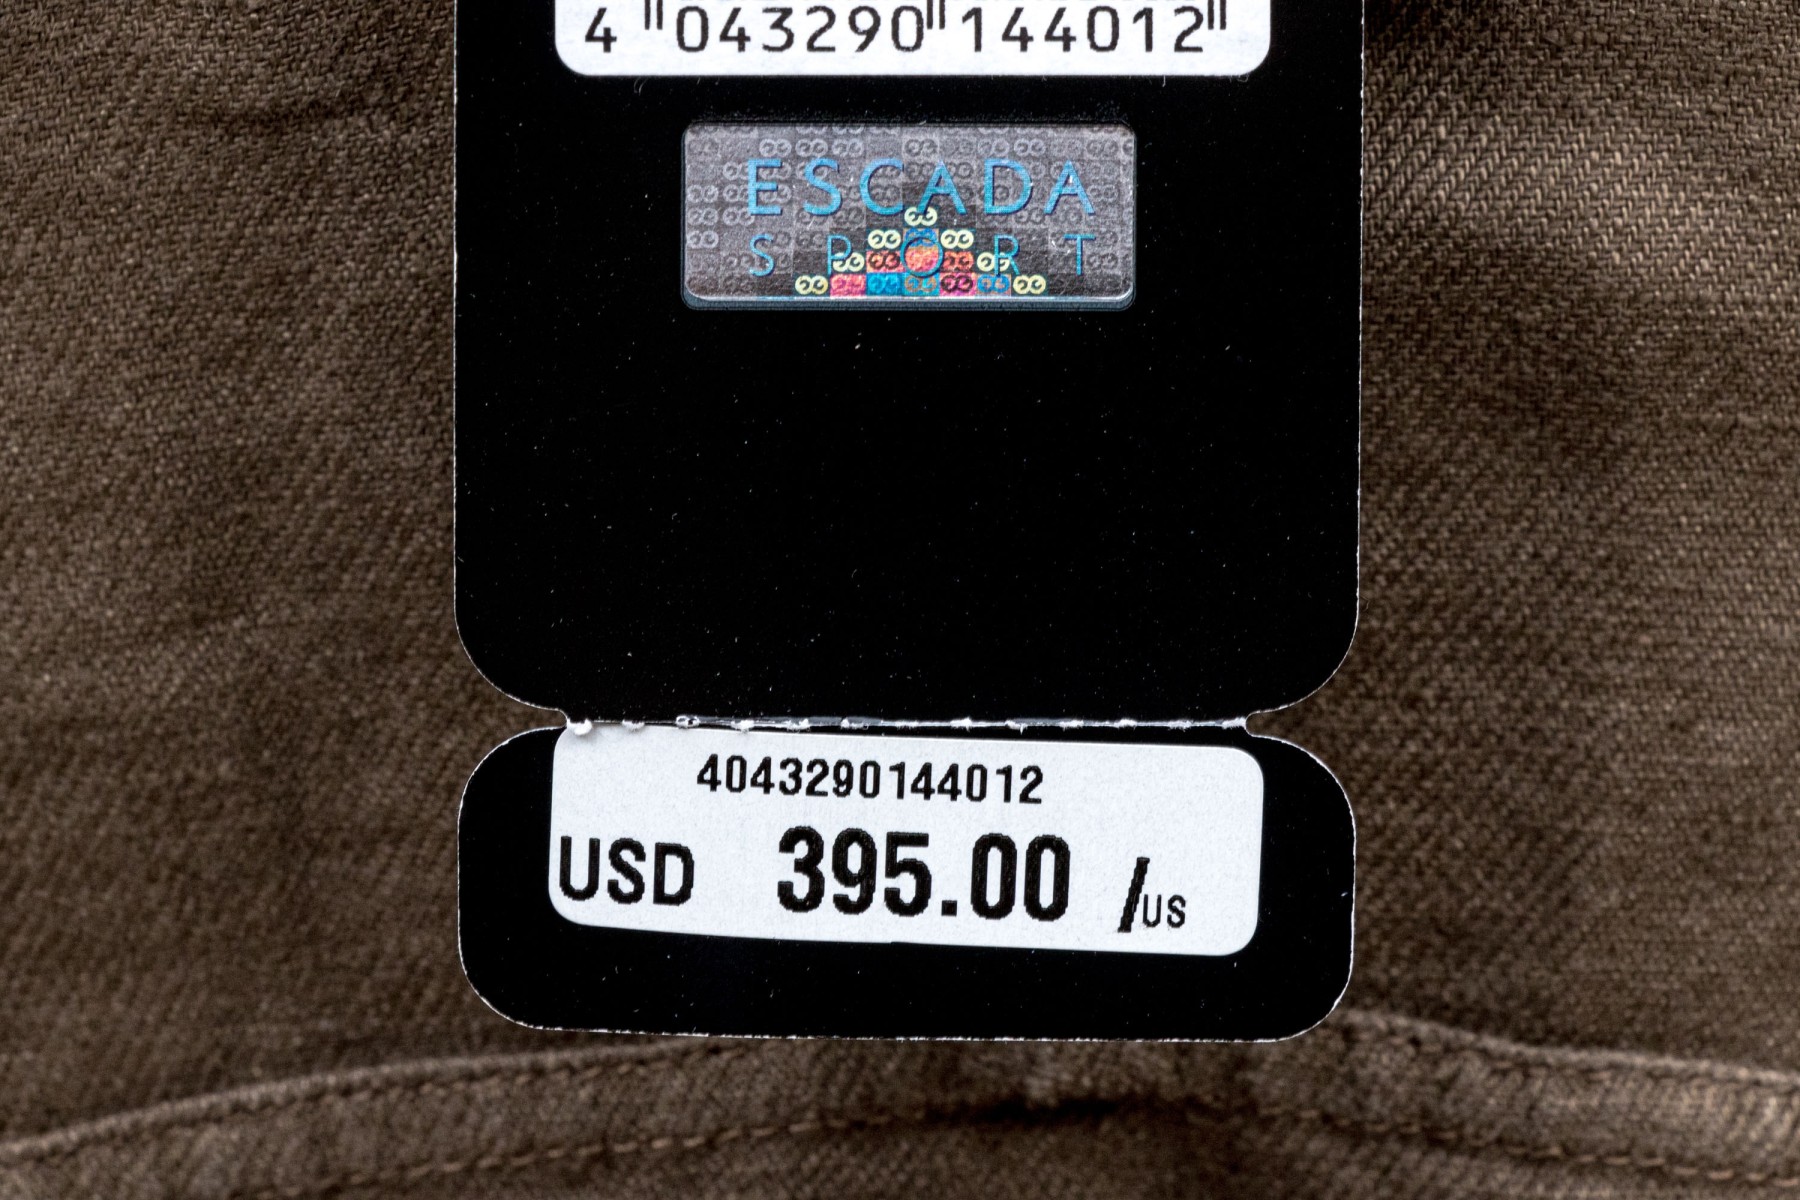 4 043290 144012
ESCADA
SPORT
4043290144012
USD 395.00 /US